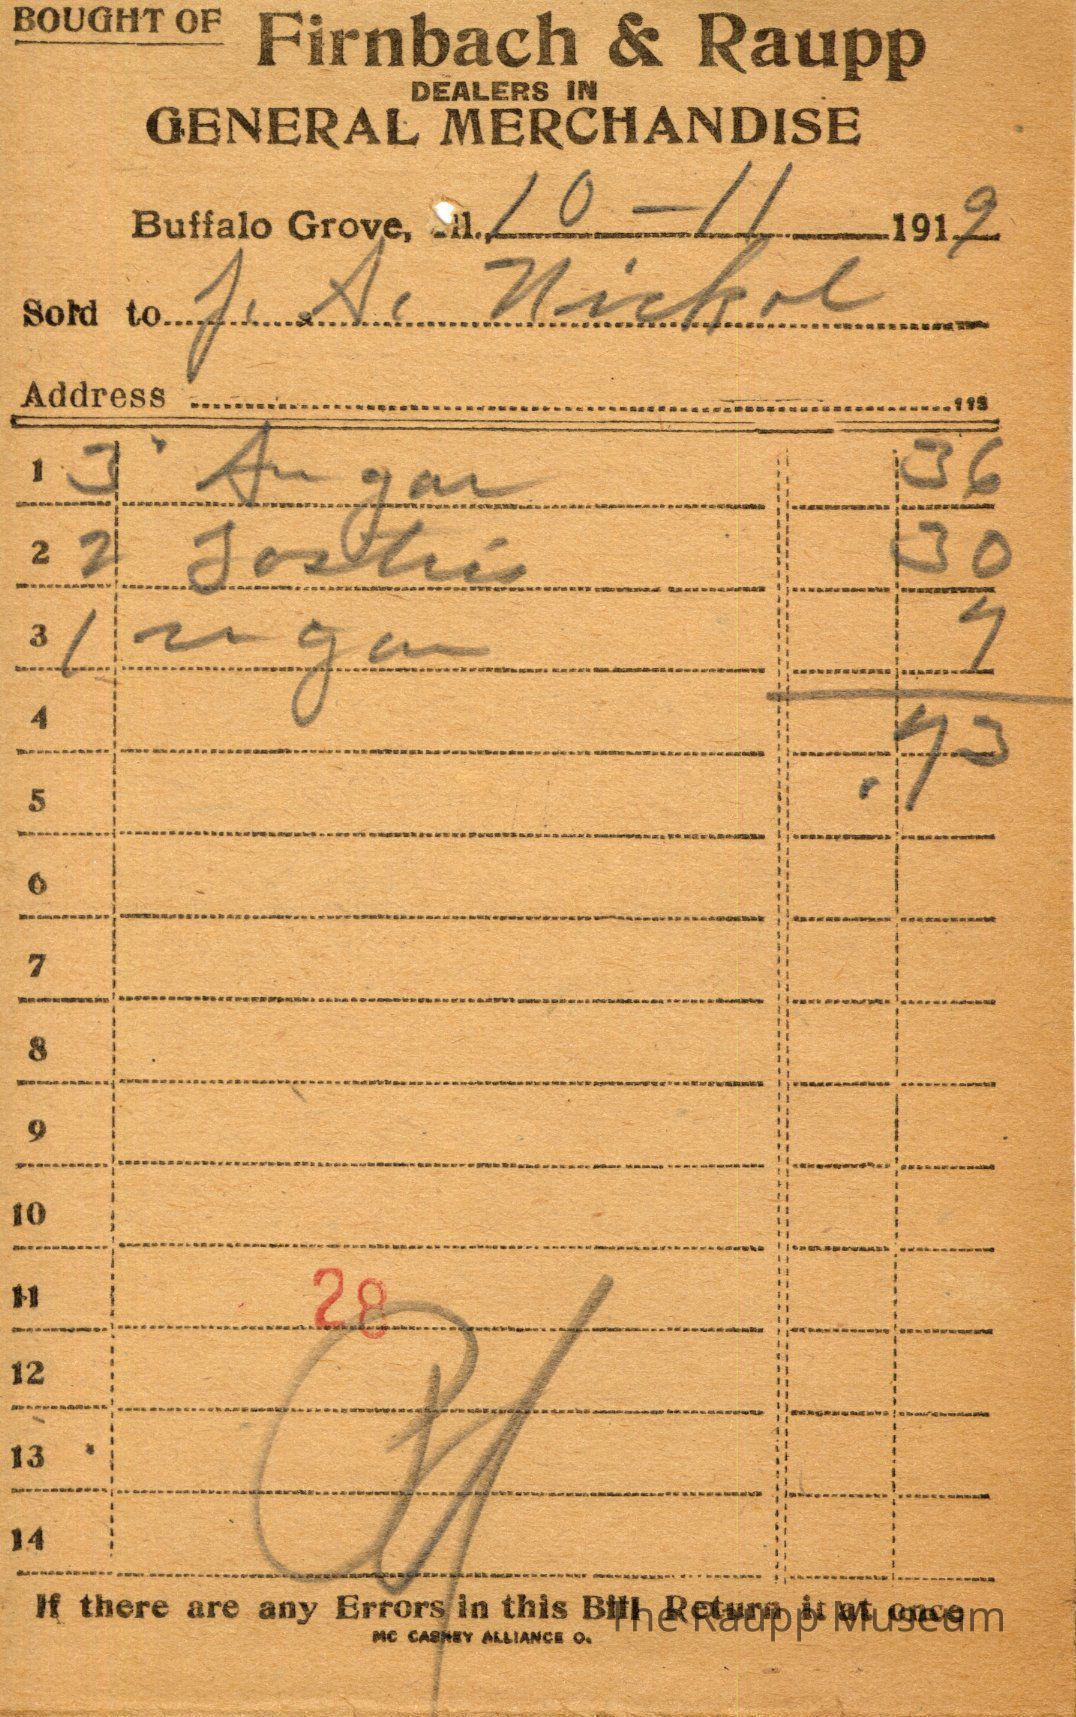 BOUGHT OF Firnbach & Raupp
DEALERS IN
GENERAL MERCHANDISE
Buffalo Grove, Ill., 10-11 1919
Sold to J. A. Nickol
Address
1 3 Sugar 36
2 2 Tostris 30
3 1 sugar 7
4 .73
5
6
7
8
9
10
11 28
12
13
14
If there are any Errors in this Bill Return it at once
MC CASKEY ALLIANCE O.
The Raupp Museum